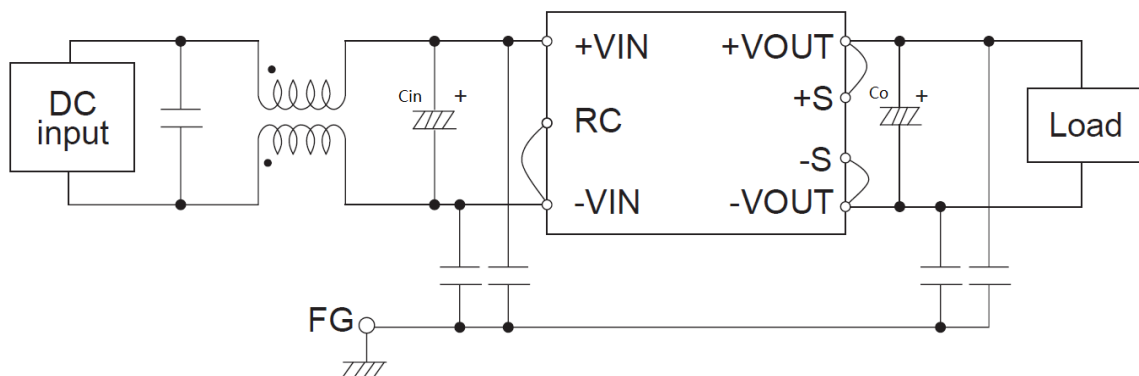 DC
input
Cin
+
+VIN
RC
-VIN
+VOUT
+S
-S
-VOUT
Co
+
Load
FG